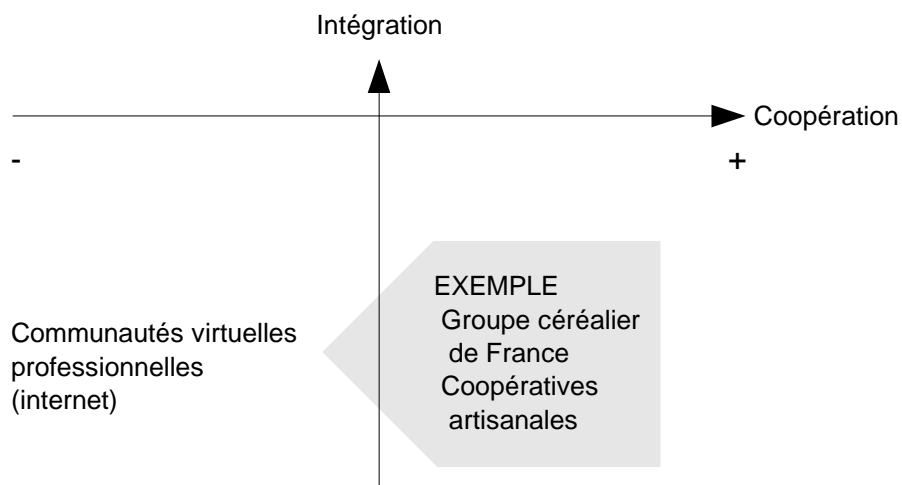 Intégration
Coopération
-
+
EXEMPLE
Groupe céréalier
de France
Coopératives
artisanales
Communautés virtuelles
professionnelles
(internet)